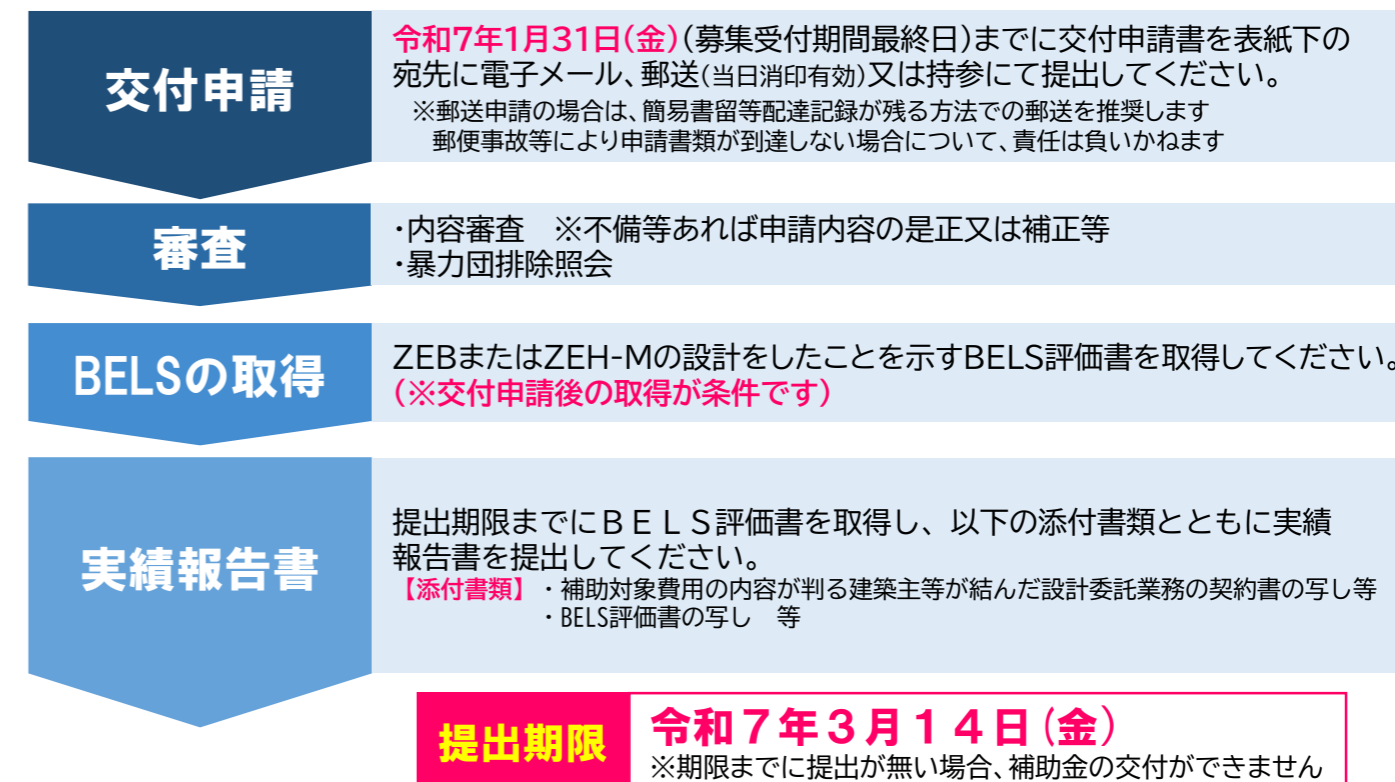 交付申請
令和7年1月31日(金)(募集受付期間最終日)までに交付申請書を表紙下の
宛先に電子メール、郵送(当日消印有効)又は持参にて提出してください。
※郵送申請の場合は、簡易書留等配達記録が残る方法での郵送を推奨します
郵便事故等により申請書類が到達しない場合について、責任は負いかねます
審査
・内容審査　※不備等あれば申請内容の是正又は補正等
・暴力団排除照会
BELSの取得
ZEBまたはZEH-Mの設計をしたことを示すBELS評価書を取得してください。
(※交付申請後の取得が条件です)
実績報告書
提出期限までにＢＥＬＳ評価書を取得し、以下の添付書類とともに実績
報告書を提出してください。
【添付書類】・補助対象費用の内容が判る建築主等が結んだ設計委託業務の契約書の写し等
・BELS評価書の写し　等
提出期限
令和７年３月１４日(金)
※期限までに提出が無い場合、補助金の交付ができません